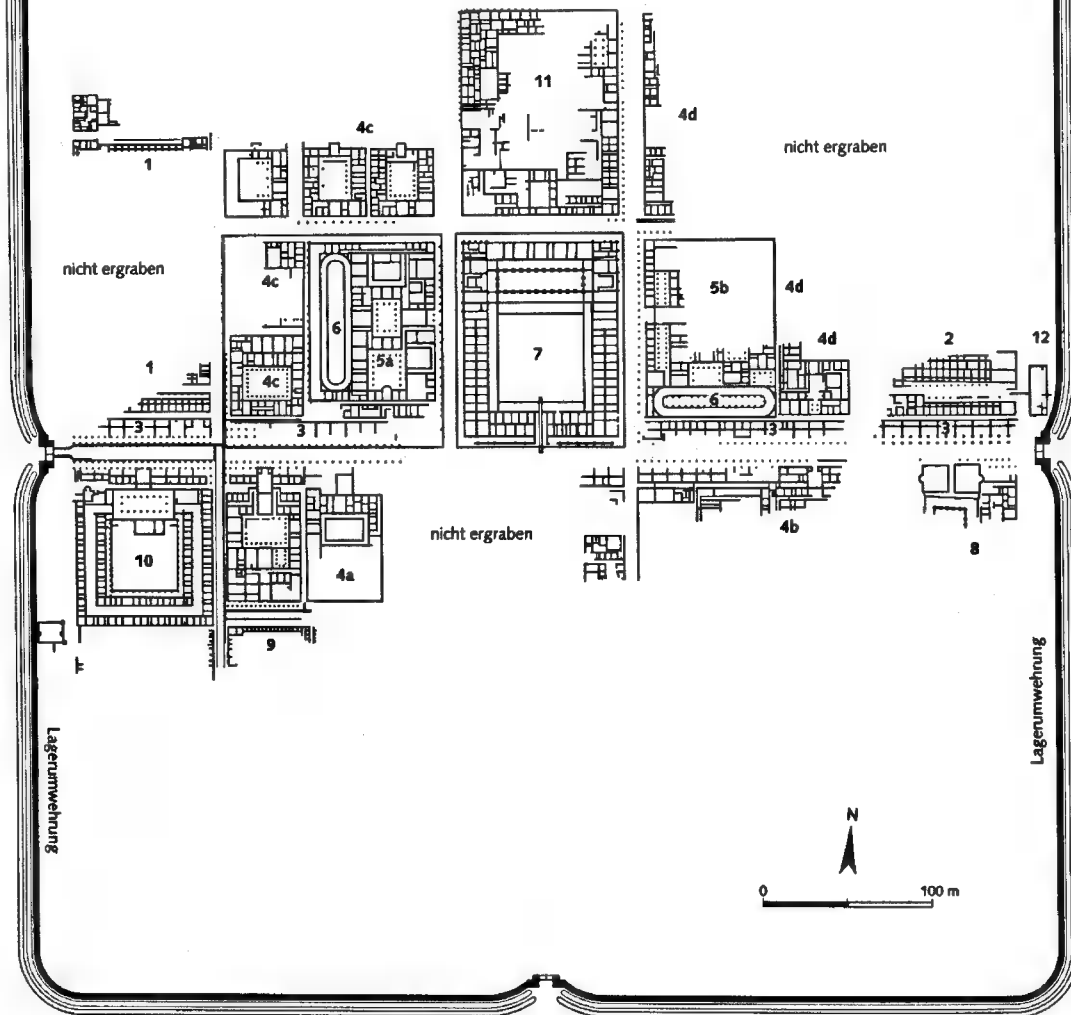 11
4c
4d
1
nicht ergraben
nicht ergraben
4c
5b
4d
6
7
5a
1
4c
4d
2
12
6
3
3
3
3
nicht ergraben
10
4a
4b
8
9
Lagerumwehrung
Lagerumwehrung
N
0
100 m